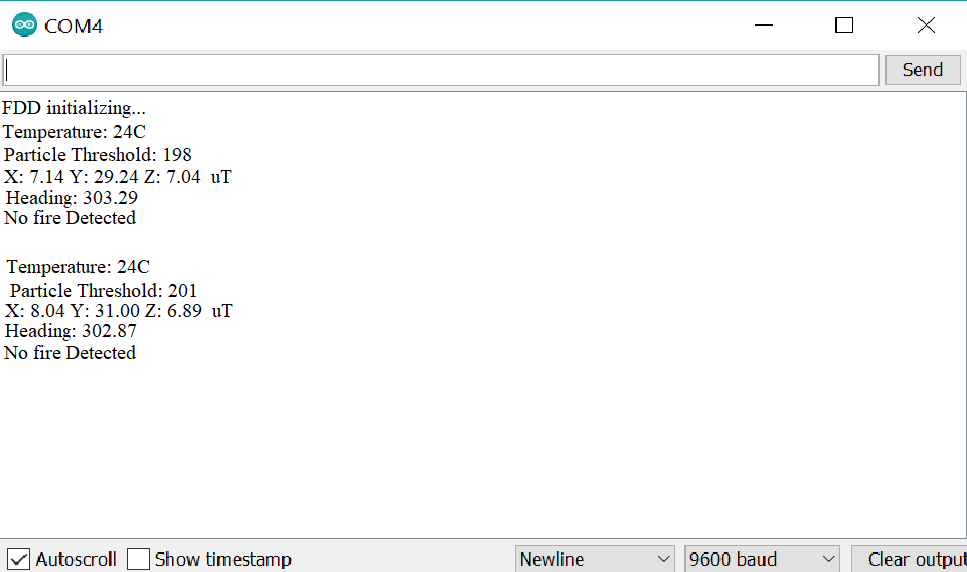 COM4
Send
FDD initializing...
Temperature: 24C
Particle Threshold: 198
X: 7.14 Y: 29.24 Z: 7.04  uT
Heading: 303.29
No fire Detected
Temperature: 24C
Particle Threshold: 201
X: 8.04 Y: 31.00 Z: 6.89  uT
Heading: 302.87
No fire Detected
Autoscroll Show timestamp Newline 9600 baud Clear output